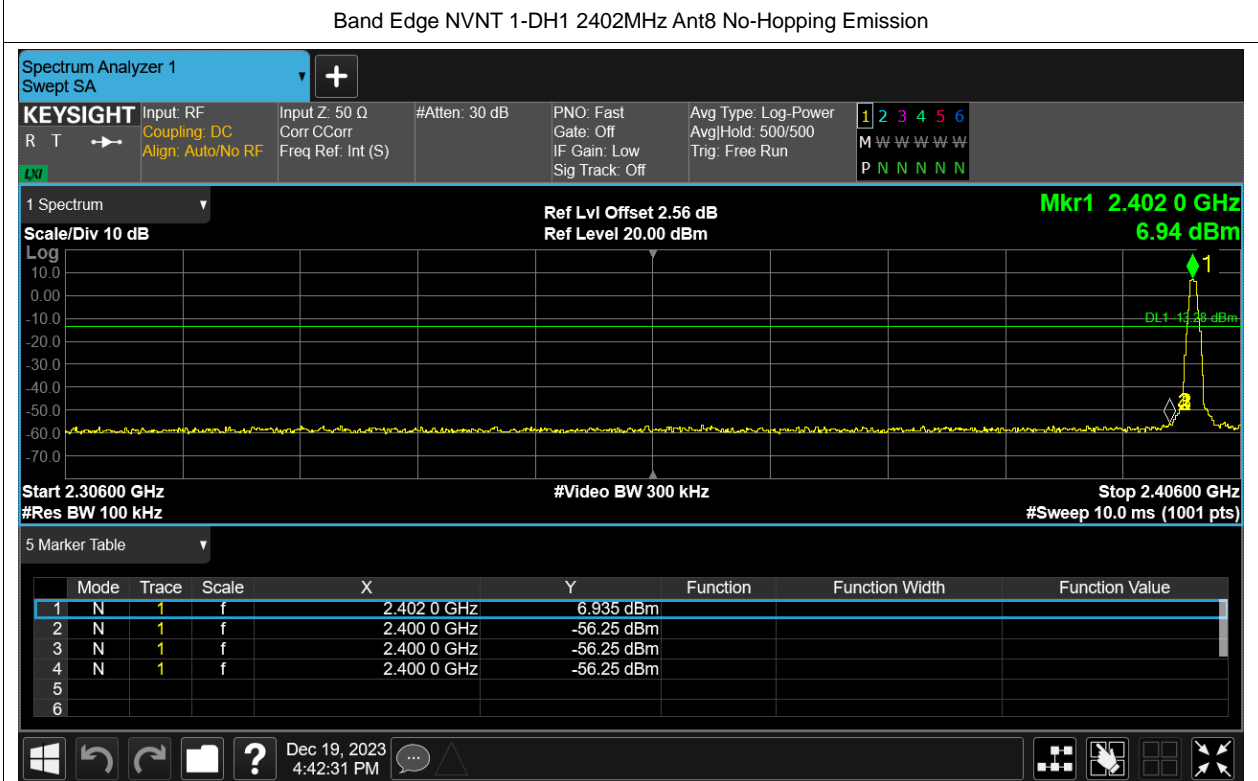 Band Edge NVNT 1-DH1 2402MHz Ant8 No-Hopping Emission
Spectrum Analyzer 1
Swept SA
+
KEYSIGHT
R T
LXI
Input: RF
Coupling: DC
Align: Auto/No RF
Input Z: 50 Ω
Corr CCorr
Freq Ref: Int (S)
#Atten: 30 dB
PNO: Fast
Gate: Off
IF Gain: Low
Sig Track: Off
Avg Type: Log-Power
Avg|Hold: 500/500
Trig: Free Run
1 2 3 4 5 6
M W W W W W
P N N N N N
1 Spectrum
Scale/Div 10 dB
Ref Lvl Offset 2.56 dB
Ref Level 20.00 dBm
Mkr1 2.402 0 GHz
6.94 dBm
Log
10.0
0.00
-10.0
-20.0
-30.0
-40.0
-50.0
-60.0
-70.0
1
DL1 -13.28 dBm
Start 2.30600 GHz
#Res BW 100 kHz
#Video BW 300 kHz
Stop 2.40600 GHz
#Sweep 10.0 ms (1001 pts)
5 Marker Table
Mode Trace Scale X Y Function Function Width Function Value
1 N 1 f 2.402 0 GHz 6.935 dBm
2 N 1 f 2.400 0 GHz -56.25 dBm
3 N 1 f 2.400 0 GHz -56.25 dBm
4 N 1 f 2.400 0 GHz -56.25 dBm
5
6
?
Dec 19, 2023
4:42:31 PM